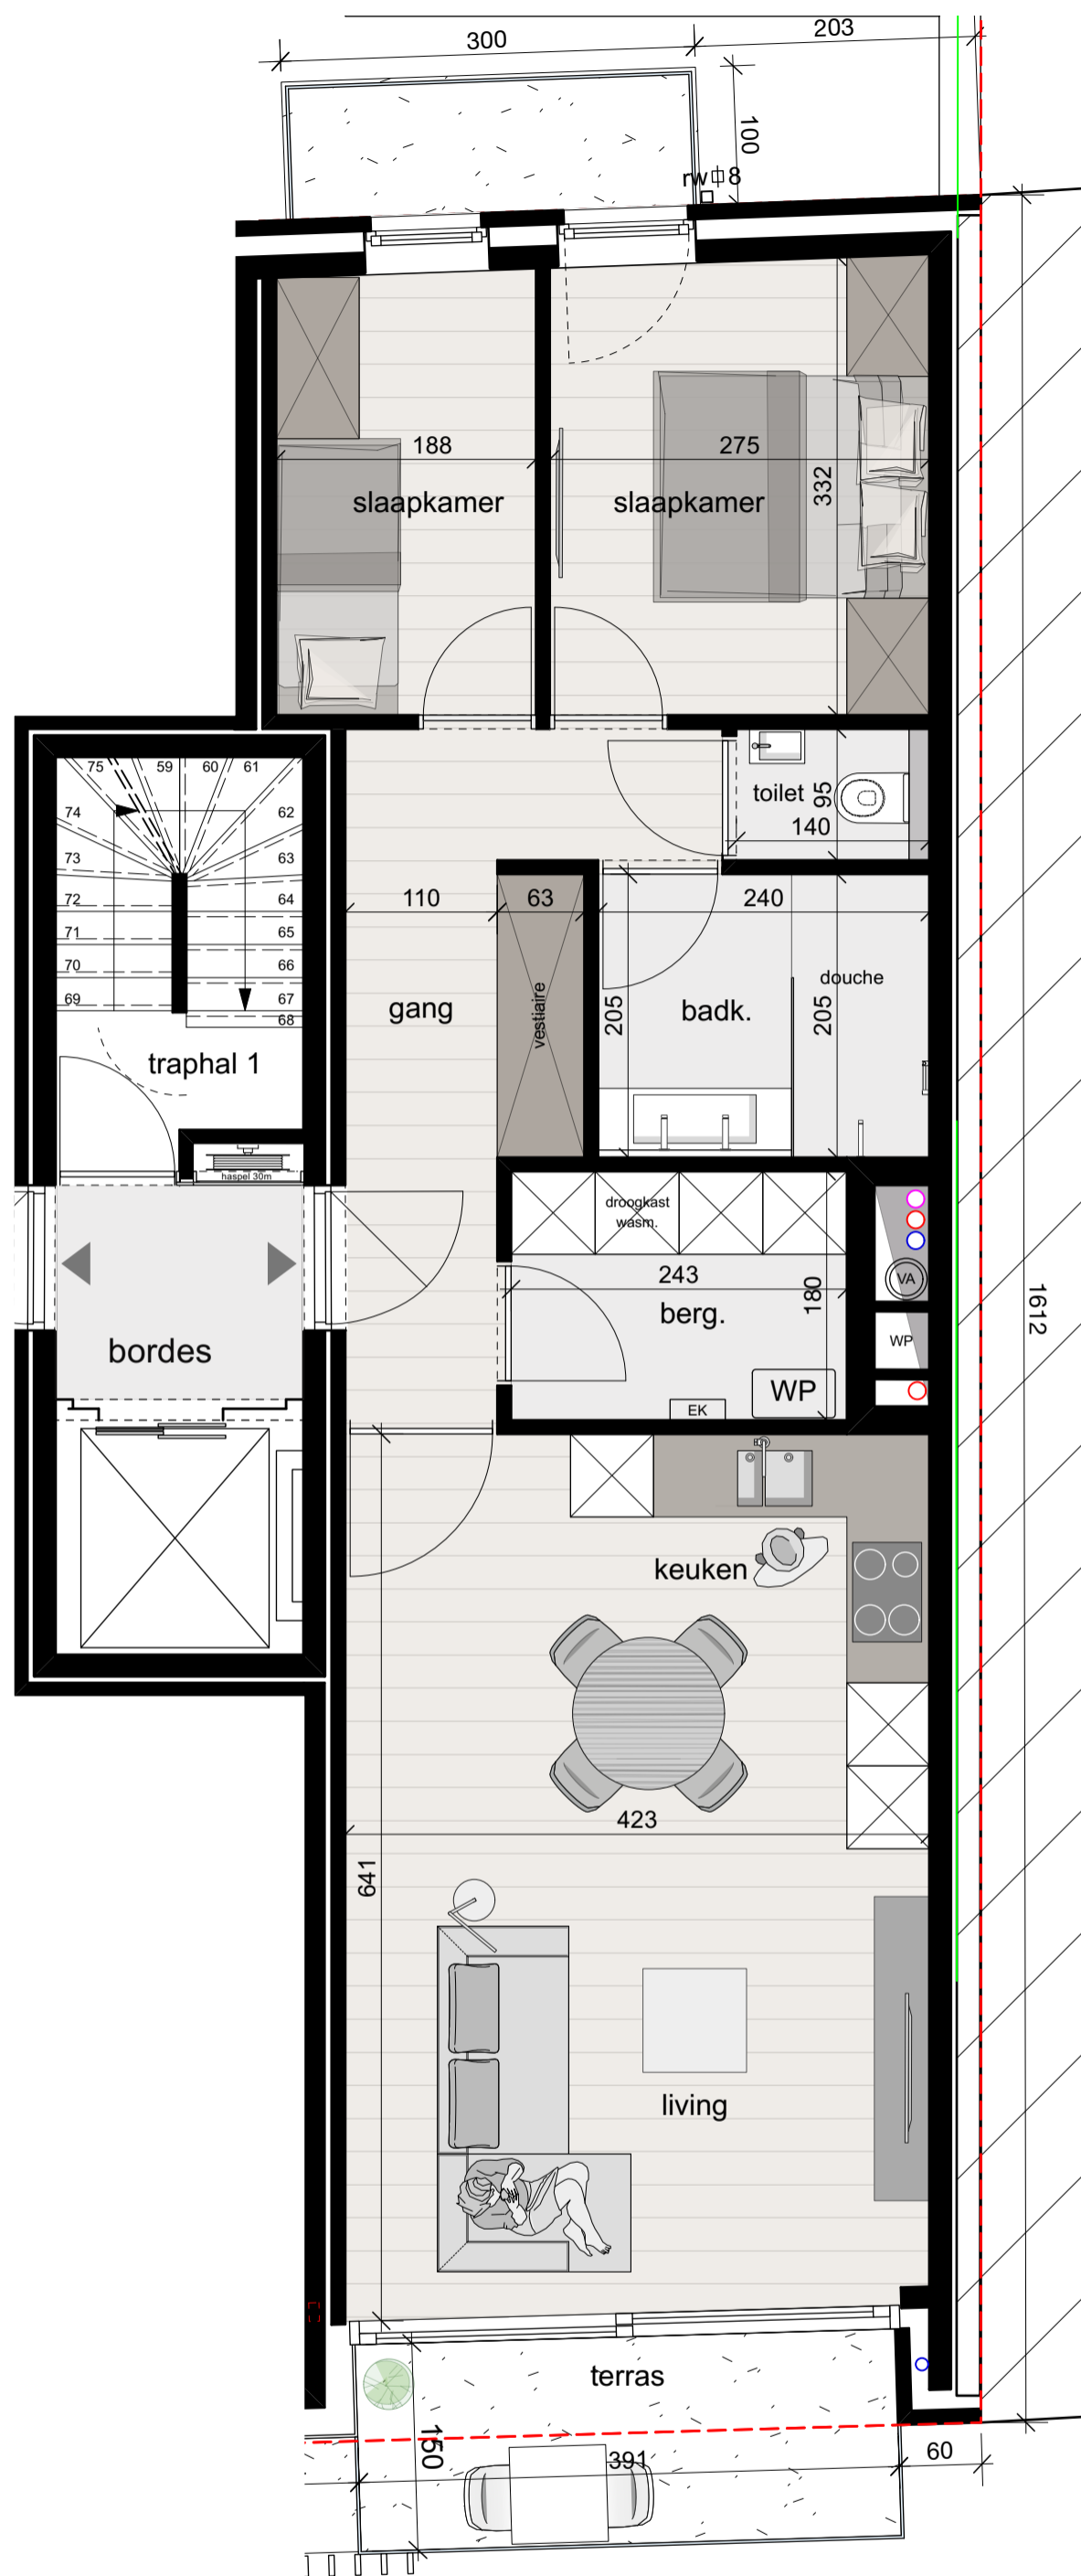 300
203
100
rw 8
188
275
332
slaapkamer
slaapkamer
75
59
60
61
74
62
73
63
72
64
71
65
70
66
69
67
68
toilet
95
140
110
63
240
douche
gang
vestiaire
205
badk.
205
traphal 1
haspel 30m
droogkast
wasm.
243
180
berg.
VA
WP
WP
EK
bordes
1612
keuken
423
641
living
terras
150
391
60